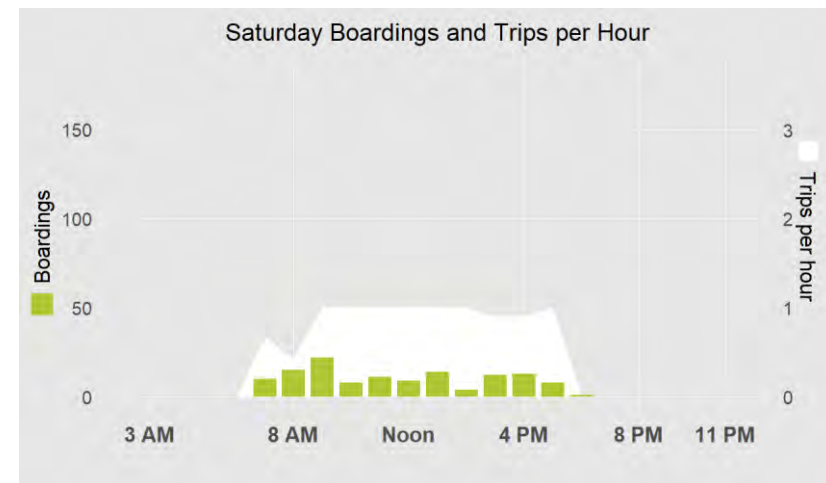 Saturday Boardings and Trips per Hour
150
100
50
0
Boardings
3
2
1
0
Trips per hour
3 AM 8 AM Noon 4 PM 8 PM 11 PM